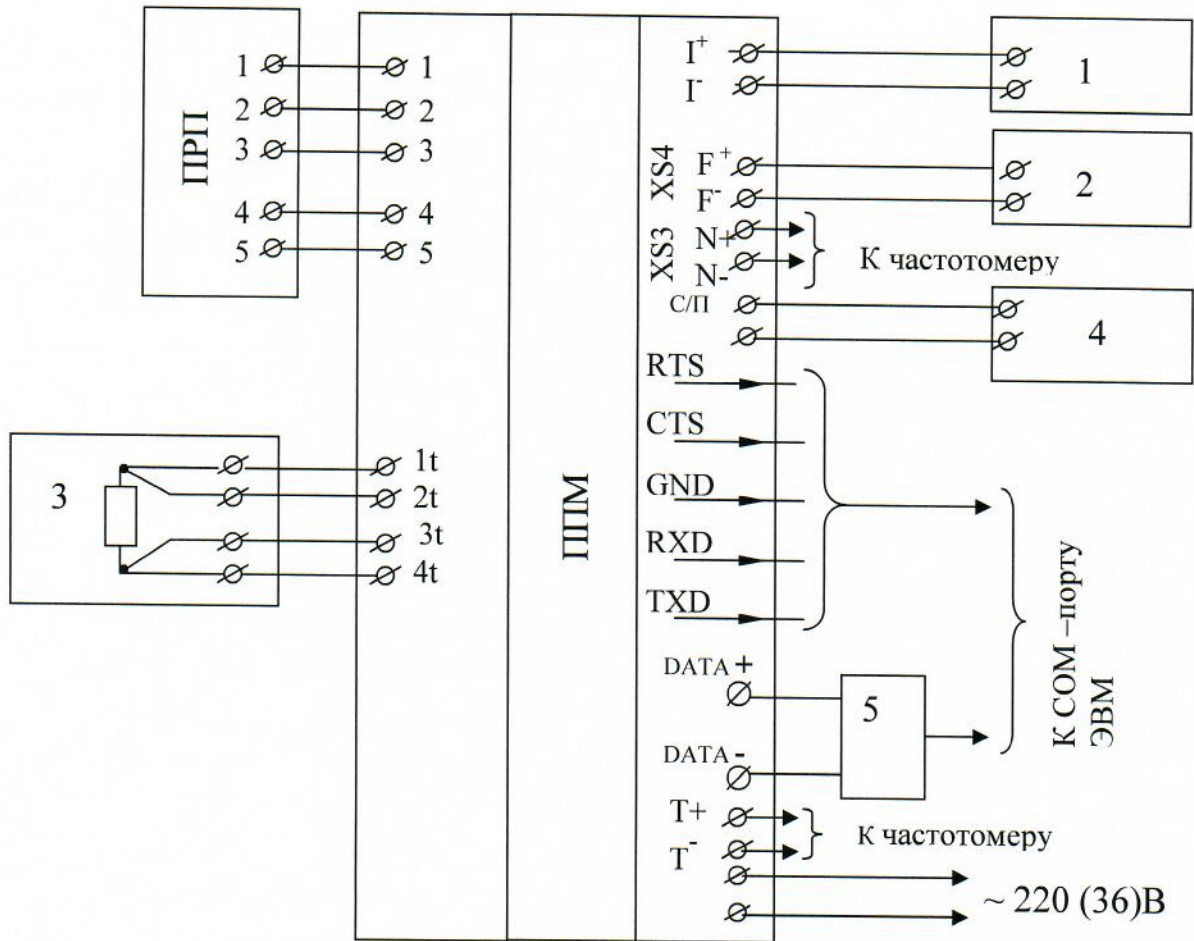 ПРП
1
2
3
4
5
1
2
3
4
5
3
1t
2t
3t
4t
ППМ
I+
I-
XS4
F+
F-
XS3
N+
N-
С/П
RTS
CTS
GND
RXD
TXD
DATA +
DATA -
T+
T-
1
2
К частотомеру
4
5
К COM –порту
ЭВМ
К частотомеру
~ 220 (36)В